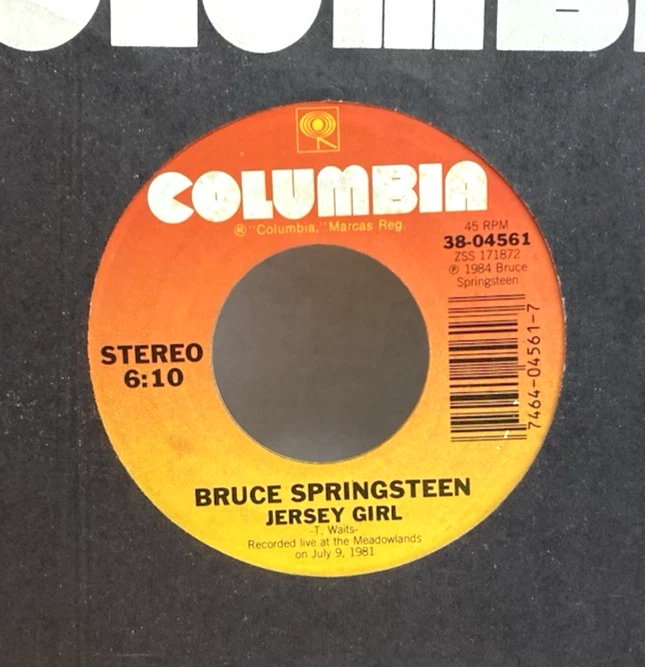 COLUMBI
COLUMBIA
® "Columbia," Marcas Reg.
45 RPM
38-04561
ZSS 171872
℗ 1984 Bruce
Springsteen
7464-04561-7
STEREO
6:10
BRUCE SPRINGSTEEN
JERSEY GIRL
-T. Waits-
Recorded live at the Meadowlands
on July 9, 1981